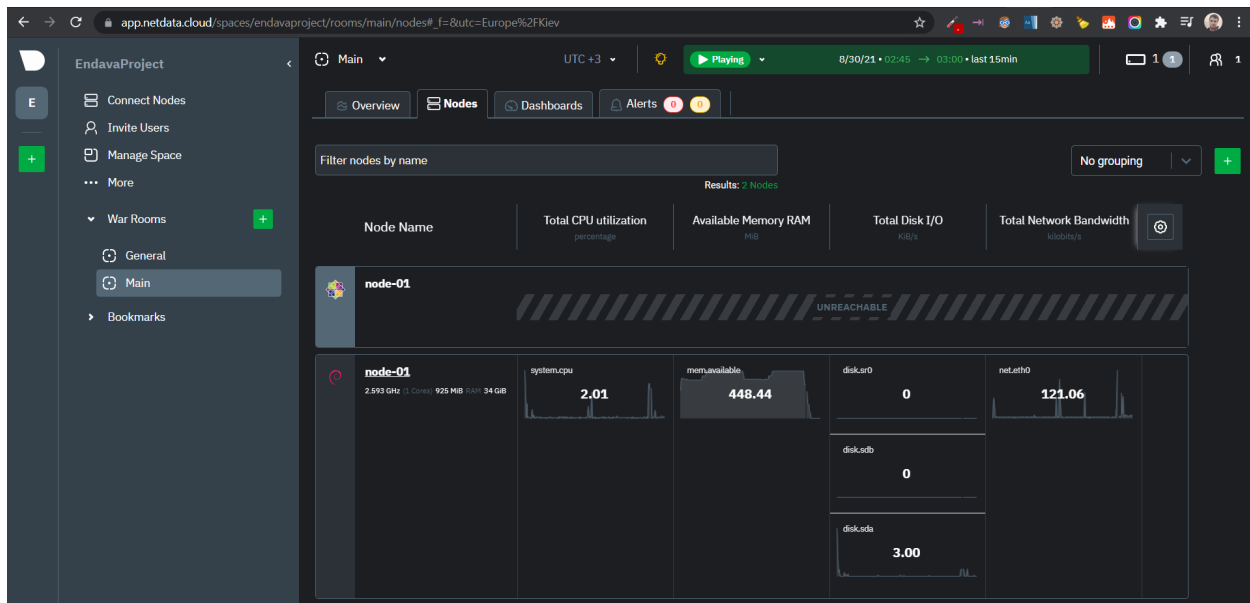 app.netdata.cloud/spaces/endavaproject/rooms/main/nodes#_f=&utc=Europe%2FKiev
EndavaProject
Main
UTC +3
Playing
8/30/21 • 02:45 → 03:00 • last 15min
1 1
1
E
Connect Nodes
Invite Users
Manage Space
More
War Rooms
General
Main
Bookmarks
Overview
Nodes
Dashboards
Alerts 0 0
Filter nodes by name
No grouping
Results: 2 Nodes
Node Name
Total CPU utilization
percentage
Available Memory RAM
MiB
Total Disk I/O
KiB/s
Total Network Bandwidth
kilobits/s
node-01
UNREACHABLE
node-01
2.593 GHz (1 Cores) 925 MiB RAM 34 GiB
system.cpu
2.01
mem.available
448.44
disk.sr0
0
net.eth0
121.06
disk.sdb
0
disk.sda
3.00